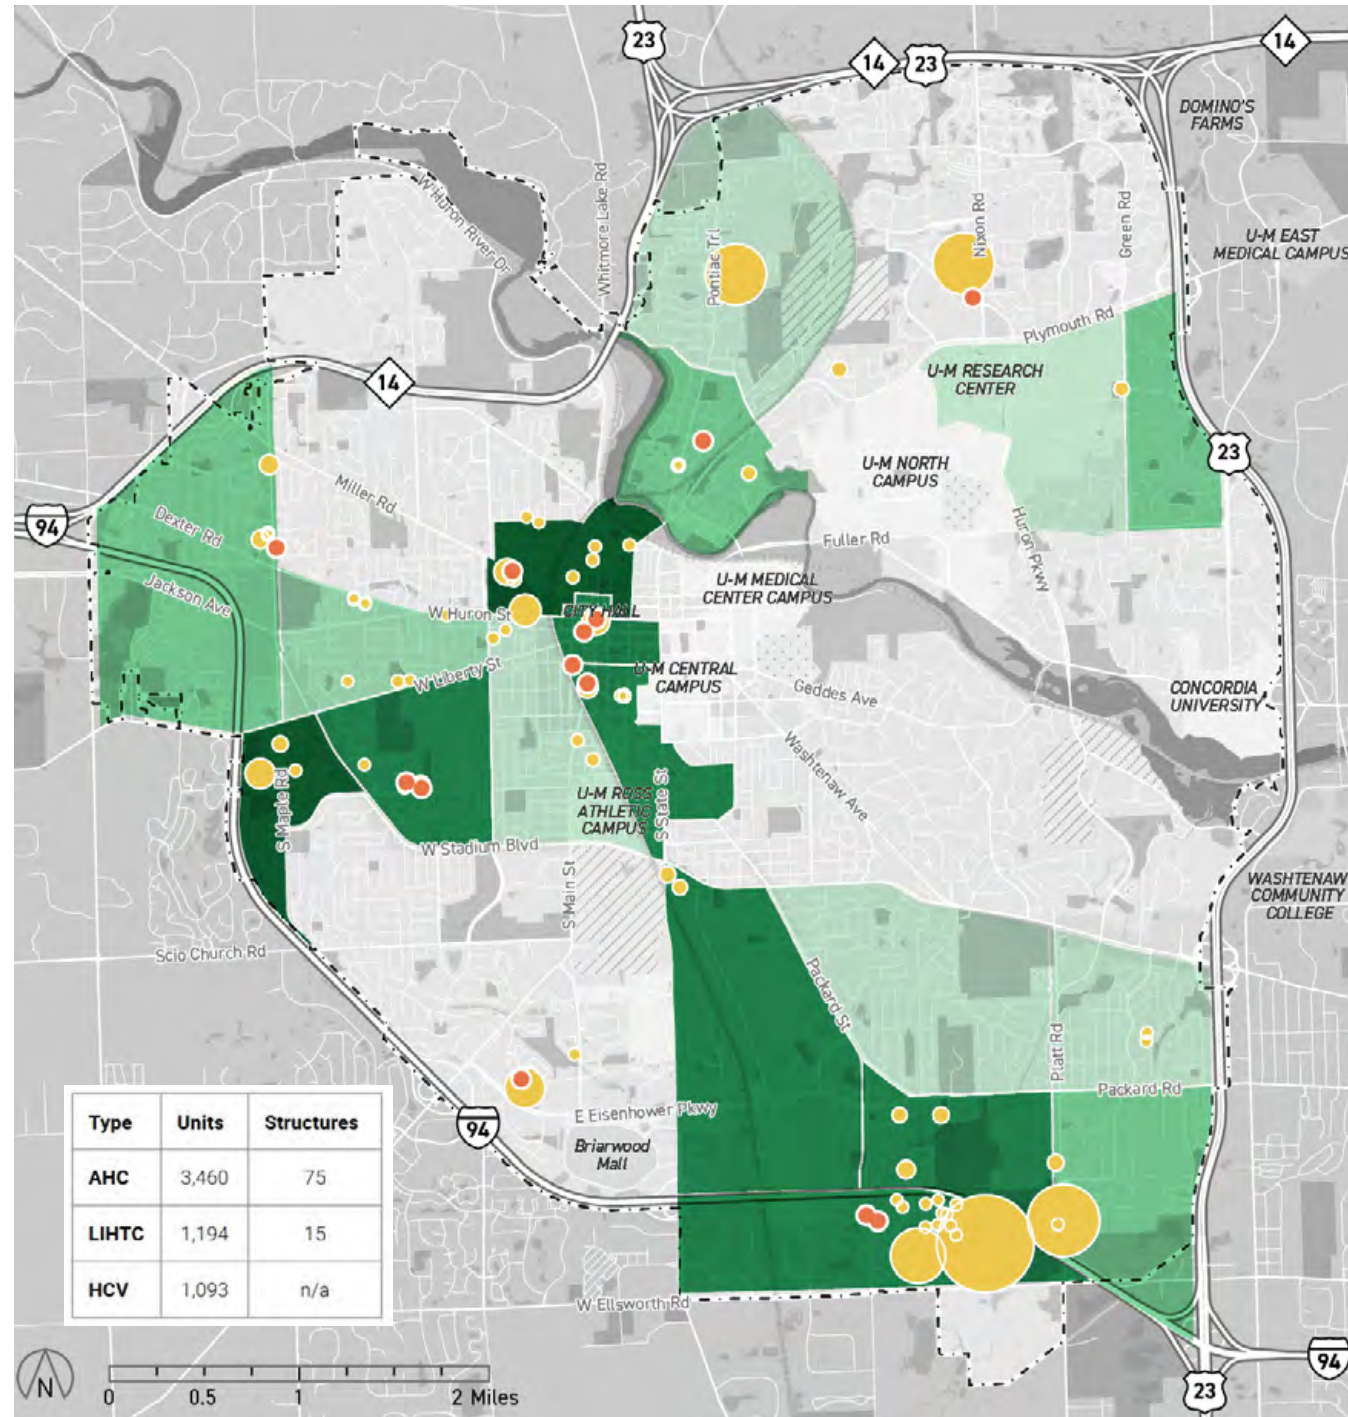 23
14
23
14
DOMINO'S
FARMS
W Huron River Dr
Whitmore Lake Rd
Pontiac Trl
Nixon Rd
Green Rd
U-M EAST
MEDICAL CAMPUS
Plymouth Rd
14
U-M RESEARCH
CENTER
23
U-M NORTH
CAMPUS
Miller Rd
94
Dexter Rd
Huron Pkwy
Fuller Rd
Jackson Ave
U-M MEDICAL
CENTER CAMPUS
W Huron St
CITY HALL
W Liberty St
U-M CENTRAL
CAMPUS
Geddes Ave
CONCORDIA
UNIVERSITY
Washtenaw Ave
S Maple Rd
U-M ROSS
ATHLETIC
CAMPUS
S State St
W Stadium Blvd
S Main St
WASHTENAW
COMMUNITY
COLLEGE
Scio Church Rd
Packard St
Platt Rd
Packard Rd
E Eisenhower Pkwy
94
Briarwood
Mall
Type Units Structures
AHC 3,460 75
LIHTC 1,194 15
HCV 1,093 n/a
W Ellsworth Rd
N
0 0.5 1 2 Miles
94
23